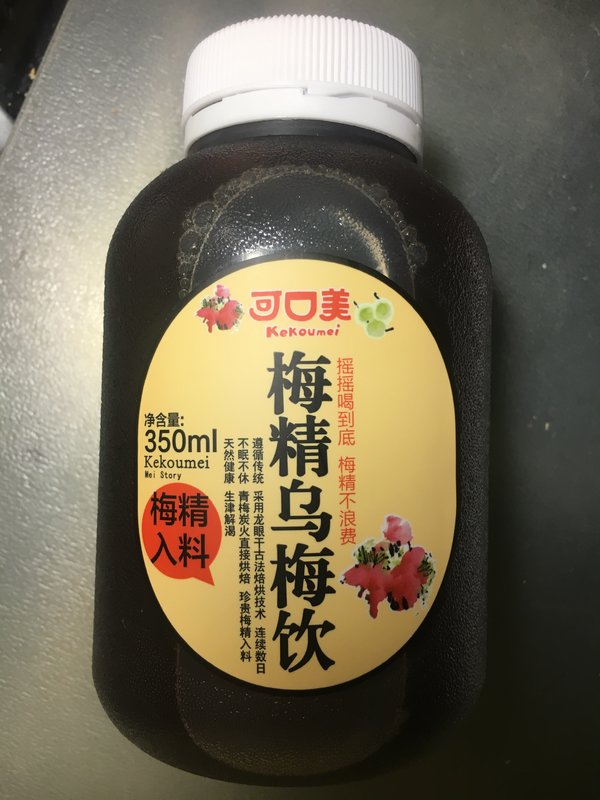 可口美
Kekoumei
摇摇喝到底 梅精不浪费
梅精乌梅饮
净含量:
350ml
Kekoumei
Mei Story
梅精
入料
遵循传统 采用龙眼干古法焙烘技术 连续数日
不眠不休 青梅炭火直接烘焙 珍贵梅精入料
天然健康 生津解渴